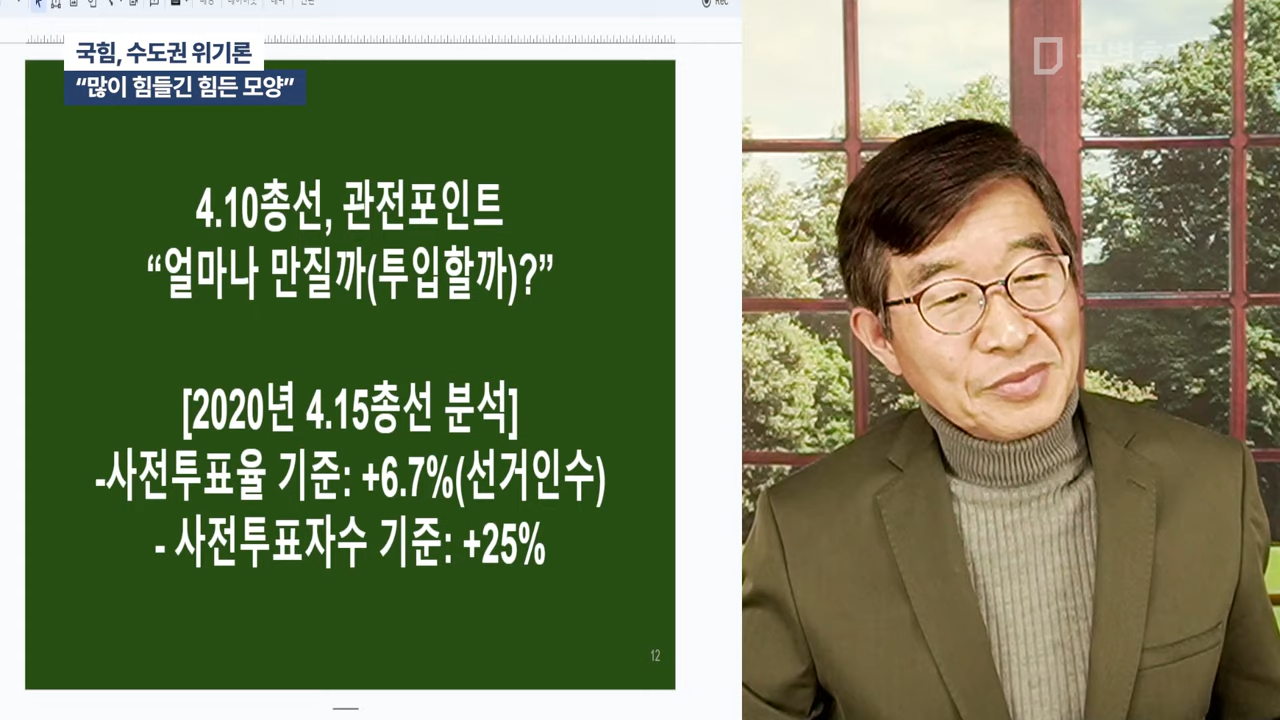 Rec
국힘, 수도권 위기론
“많이 힘들긴 힘든 모양”
4.10총선, 관전포인트
“얼마나 만질까(투입할까)?”
[2020년 4.15총선 분석]
-사전투표율 기준: +6.7%(선거인수)
- 사전투표자수 기준: +25%
12